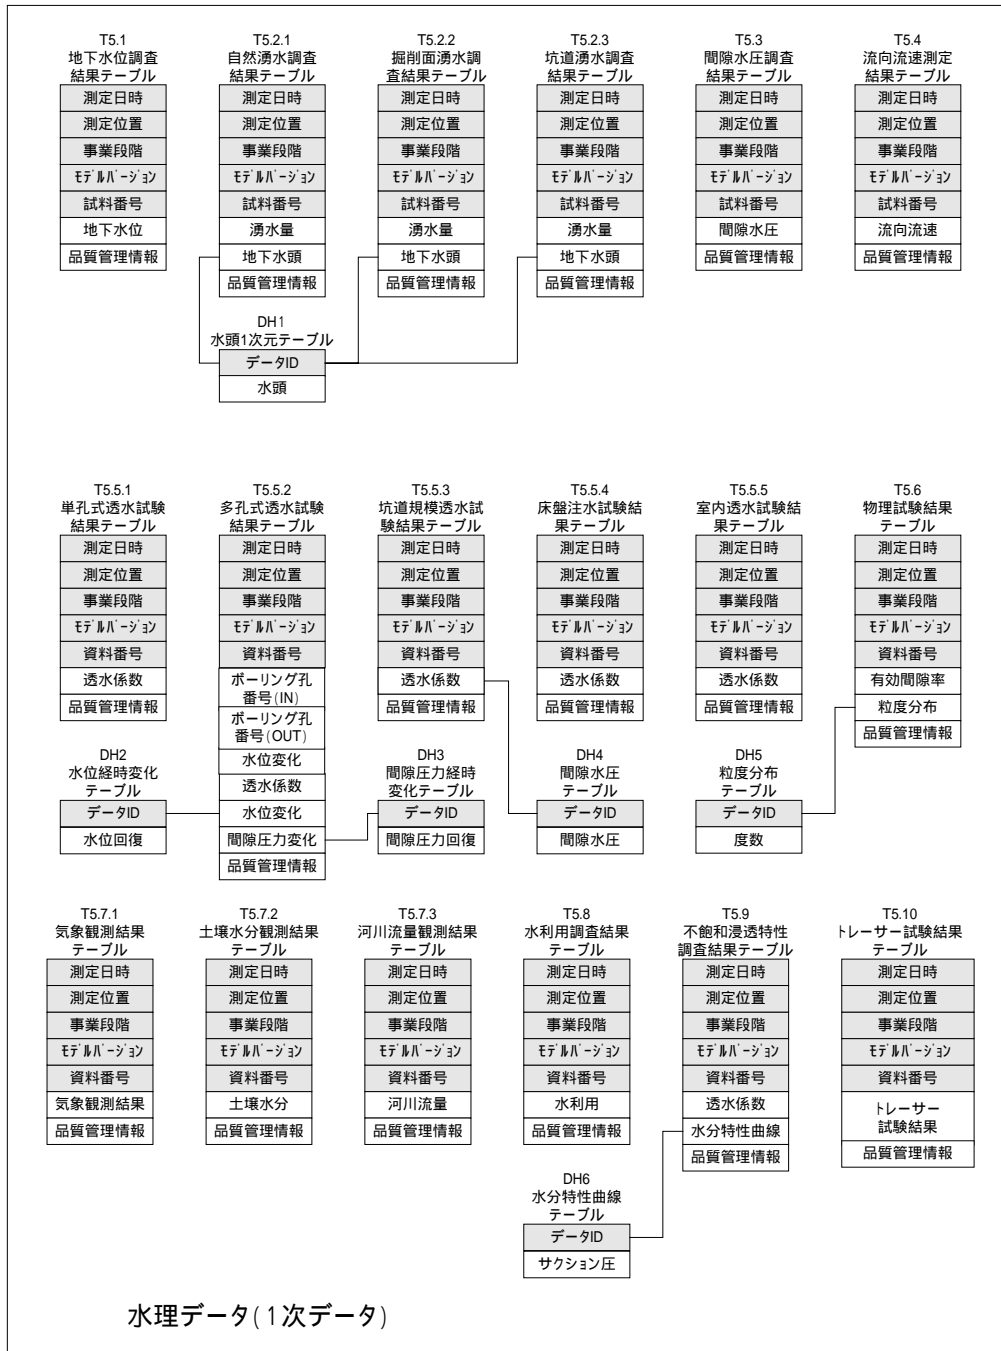 T5.1
地下水位調査
結果テーブル
測定日時
測定位置
事業段階
ﾓﾃﾞﾙﾊﾞｰｼﾞｮﾝ
試料番号
地下水位
品質管理情報
T5.2.1
自然湧水調査
結果テーブル
測定日時
測定位置
事業段階
ﾓﾃﾞﾙﾊﾞｰｼﾞｮﾝ
試料番号
湧水量
地下水頭
品質管理情報
T5.2.2
掘削面湧水調
査結果テーブル
測定日時
測定位置
事業段階
ﾓﾃﾞﾙﾊﾞｰｼﾞｮﾝ
試料番号
湧水量
地下水頭
品質管理情報
T5.2.3
坑道湧水調査
結果テーブル
測定日時
測定位置
事業段階
ﾓﾃﾞﾙﾊﾞｰｼﾞｮﾝ
試料番号
湧水量
地下水頭
品質管理情報
T5.3
間隙水圧調査
結果テーブル
測定日時
測定位置
事業段階
ﾓﾃﾞﾙﾊﾞｰｼﾞｮﾝ
試料番号
間隙水圧
品質管理情報
T5.4
流向流速測定
結果テーブル
測定日時
測定位置
事業段階
ﾓﾃﾞﾙﾊﾞｰｼﾞｮﾝ
試料番号
流向流速
品質管理情報
DH1
水頭1次元テーブル
データID
水頭
T5.5.1
単孔式透水試験
結果テーブル
測定日時
測定位置
事業段階
ﾓﾃﾞﾙﾊﾞｰｼﾞｮﾝ
資料番号
透水係数
品質管理情報
T5.5.2
多孔式透水試験
結果テーブル
測定日時
測定位置
事業段階
ﾓﾃﾞﾙﾊﾞｰｼﾞｮﾝ
資料番号
ボーリング孔
番号(IN)
ボーリング孔
番号(OUT)
水位変化
透水係数
水位変化
間隙圧力変化
品質管理情報
T5.5.3
坑道規模透水試
験結果テーブル
測定日時
測定位置
事業段階
ﾓﾃﾞﾙﾊﾞｰｼﾞｮﾝ
資料番号
透水係数
品質管理情報
T5.5.4
床盤注水試験結
果テーブル
測定日時
測定位置
事業段階
ﾓﾃﾞﾙﾊﾞｰｼﾞｮﾝ
資料番号
透水係数
品質管理情報
T5.5.5
室内透水試験結
果テーブル
測定日時
測定位置
事業段階
ﾓﾃﾞﾙﾊﾞｰｼﾞｮﾝ
資料番号
透水係数
品質管理情報
T5.6
物理試験結果
テーブル
測定日時
測定位置
事業段階
ﾓﾃﾞﾙﾊﾞｰｼﾞｮﾝ
資料番号
有効間隙率
粒度分布
品質管理情報
DH2
水位経時変化
テーブル
データID
水位回復
DH3
間隙圧力経時
変化テーブル
データID
間隙圧力回復
DH4
間隙水圧
テーブル
データID
間隙水圧
DH5
粒度分布
テーブル
データID
度数
T5.7.1
気象観測結果
テーブル
測定日時
測定位置
事業段階
ﾓﾃﾞﾙﾊﾞｰｼﾞｮﾝ
資料番号
気象観測結果
品質管理情報
T5.7.2
土壌水分観測結果
テーブル
測定日時
測定位置
事業段階
ﾓﾃﾞﾙﾊﾞｰｼﾞｮﾝ
資料番号
土壌水分
品質管理情報
T5.7.3
河川流量観測結果
テーブル
測定日時
測定位置
事業段階
ﾓﾃﾞﾙﾊﾞｰｼﾞｮﾝ
資料番号
河川流量
品質管理情報
T5.8
水利用調査結果
テーブル
測定日時
測定位置
事業段階
ﾓﾃﾞﾙﾊﾞｰｼﾞｮﾝ
資料番号
水利用
品質管理情報
T5.9
不飽和浸透特性
調査結果テーブル
測定日時
測定位置
事業段階
ﾓﾃﾞﾙﾊﾞｰｼﾞｮﾝ
資料番号
透水係数
水分特性曲線
品質管理情報
T5.10
トレーサー試験結果
テーブル
測定日時
測定位置
事業段階
ﾓﾃﾞﾙﾊﾞｰｼﾞｮﾝ
資料番号
トレーサー
試験結果
品質管理情報
DH6
水分特性曲線
テーブル
データID
サクション圧
水理データ(1次データ)